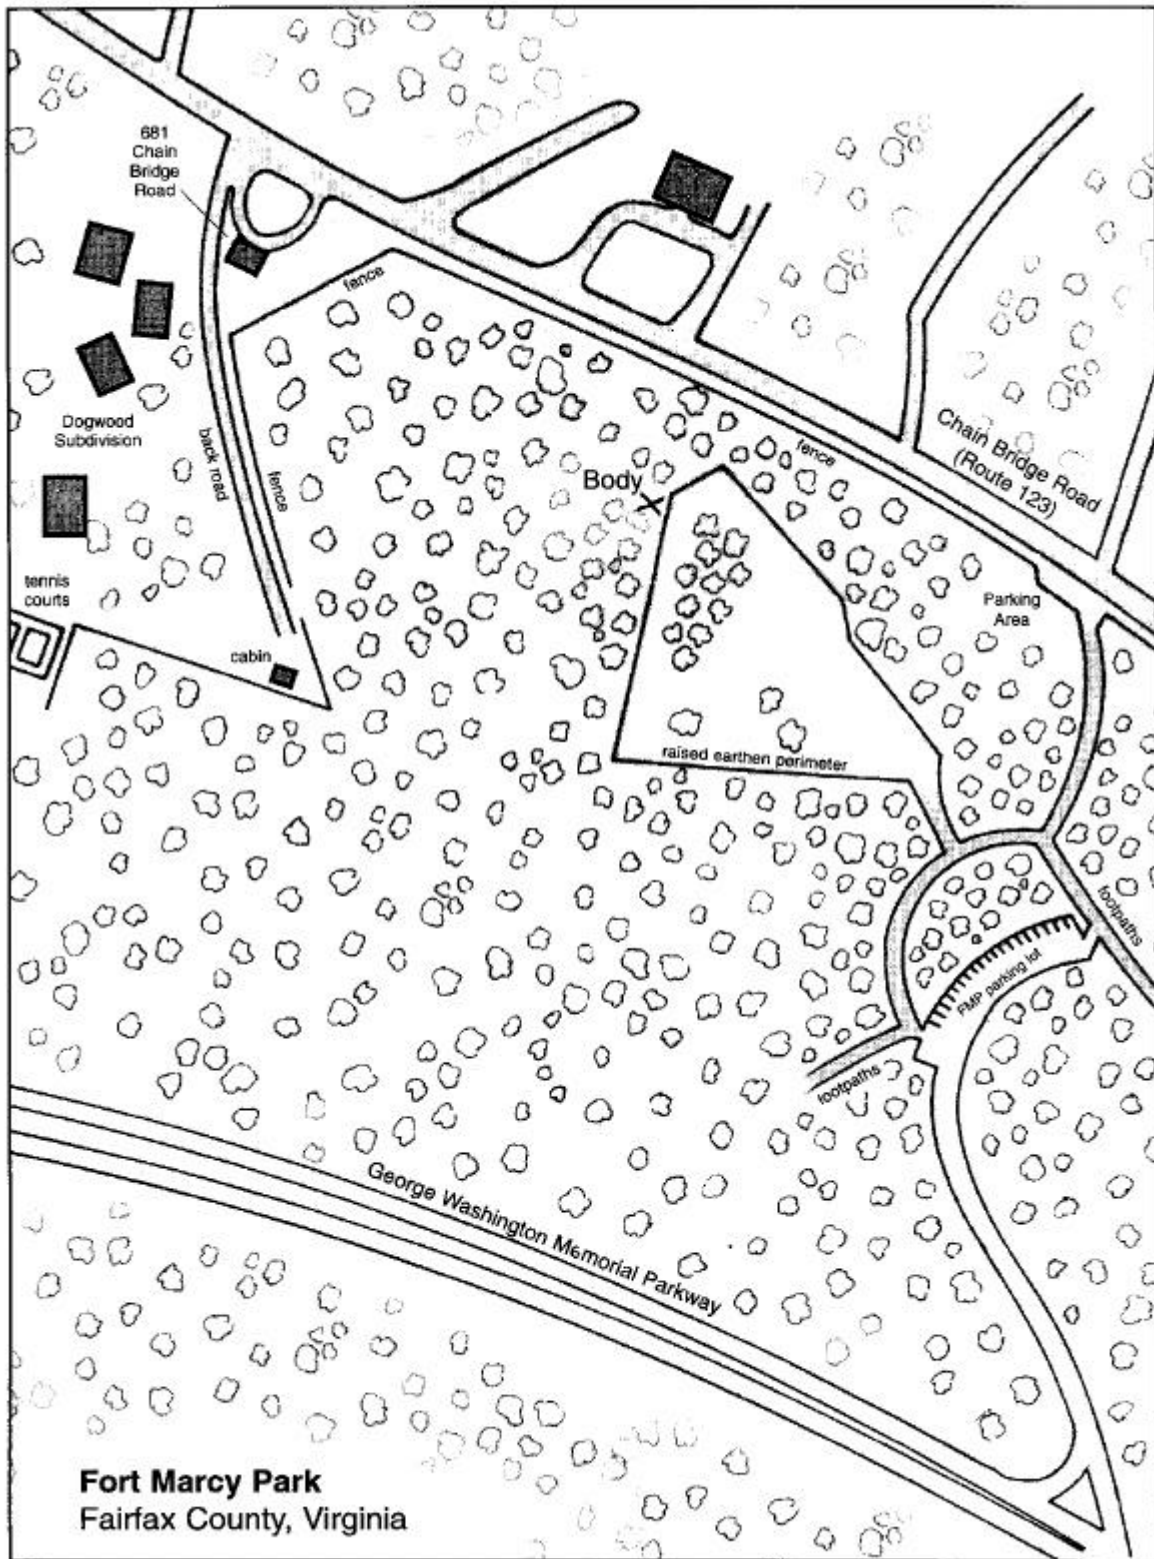 681
Chain
Bridge
Road
fence
Dogwood
Subdivision
back road
fence
Body
fence
Chain Bridge Road
(Route 123)
tennis
courts
cabin
Parking
Area
raised earthen perimeter
footpaths
FMP parking lot
footpaths
George Washington Memorial Parkway
Fort Marcy Park
Fairfax County, Virginia